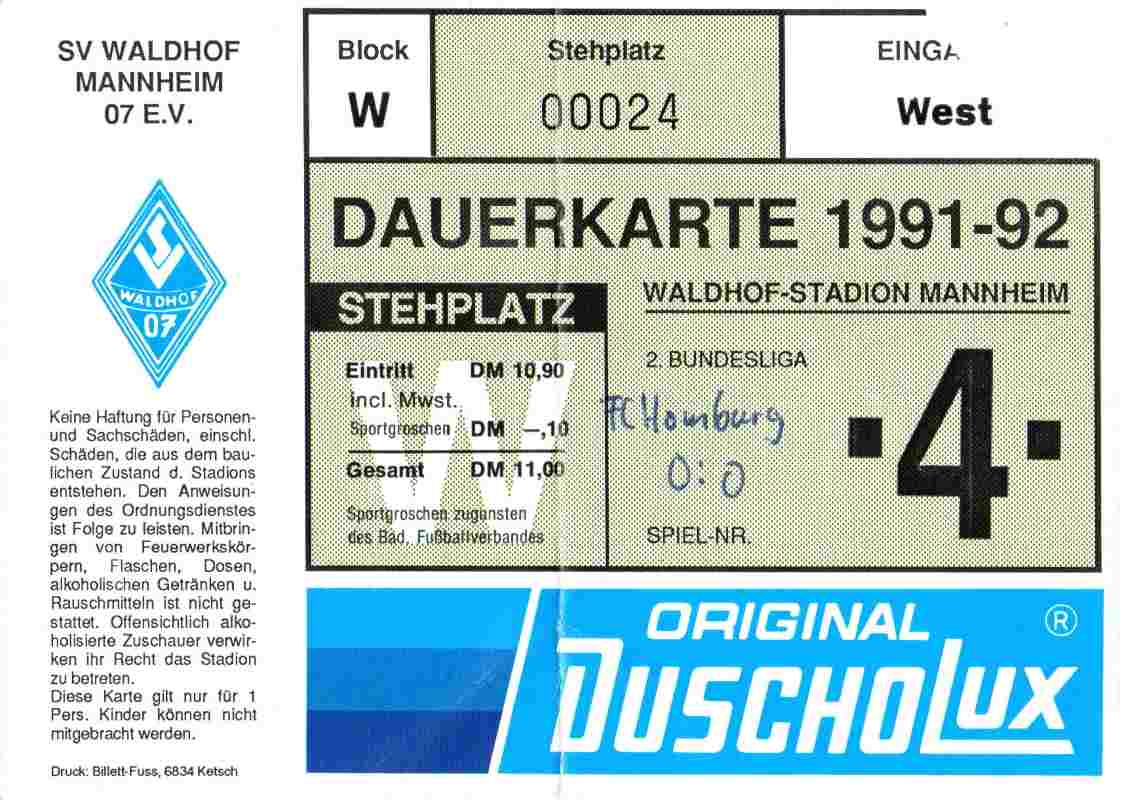 SV WALDHOF
MANNHEIM
07 E.V.
WALDHOF
07
Keine Haftung für Personen-
und Sachschäden, einschl.
Schäden, die aus dem bau-
lichen Zustand d. Stadions
entstehen. Den Anweisun-
gen des Ordnungsdienstes
ist Folge zu leisten. Mitbrin-
gen von Feuerwerkskör-
pern, Flaschen, Dosen,
alkoholischen Getränken u.
Rauschmitteln ist nicht ge-
stattet. Offensichtlich alko-
holisierte Zuschauer verwir-
ken ihr Recht das Stadion
zu betreten.
Diese Karte gilt nur für 1
Pers. Kinder können nicht
mitgebracht werden.
Druck: Billett-Fuss, 6834 Ketsch
Block
W
Stehplatz
00024
EINGA
West
DAUERKARTE 1991-92
STEHPLATZ
W
Eintritt DM 10,90
incl. Mwst.
Sportgroschen DM –,10
Gesamt DM 11,00
Sportgroschen zugunsten
des Bad. Fußballverbandes
WALDHOF-STADION MANNHEIM
2. BUNDESLIGA
FC Homburg
0:0
SPIEL-NR.
·4·
ORIGINAL
DUSCHOLUX ®